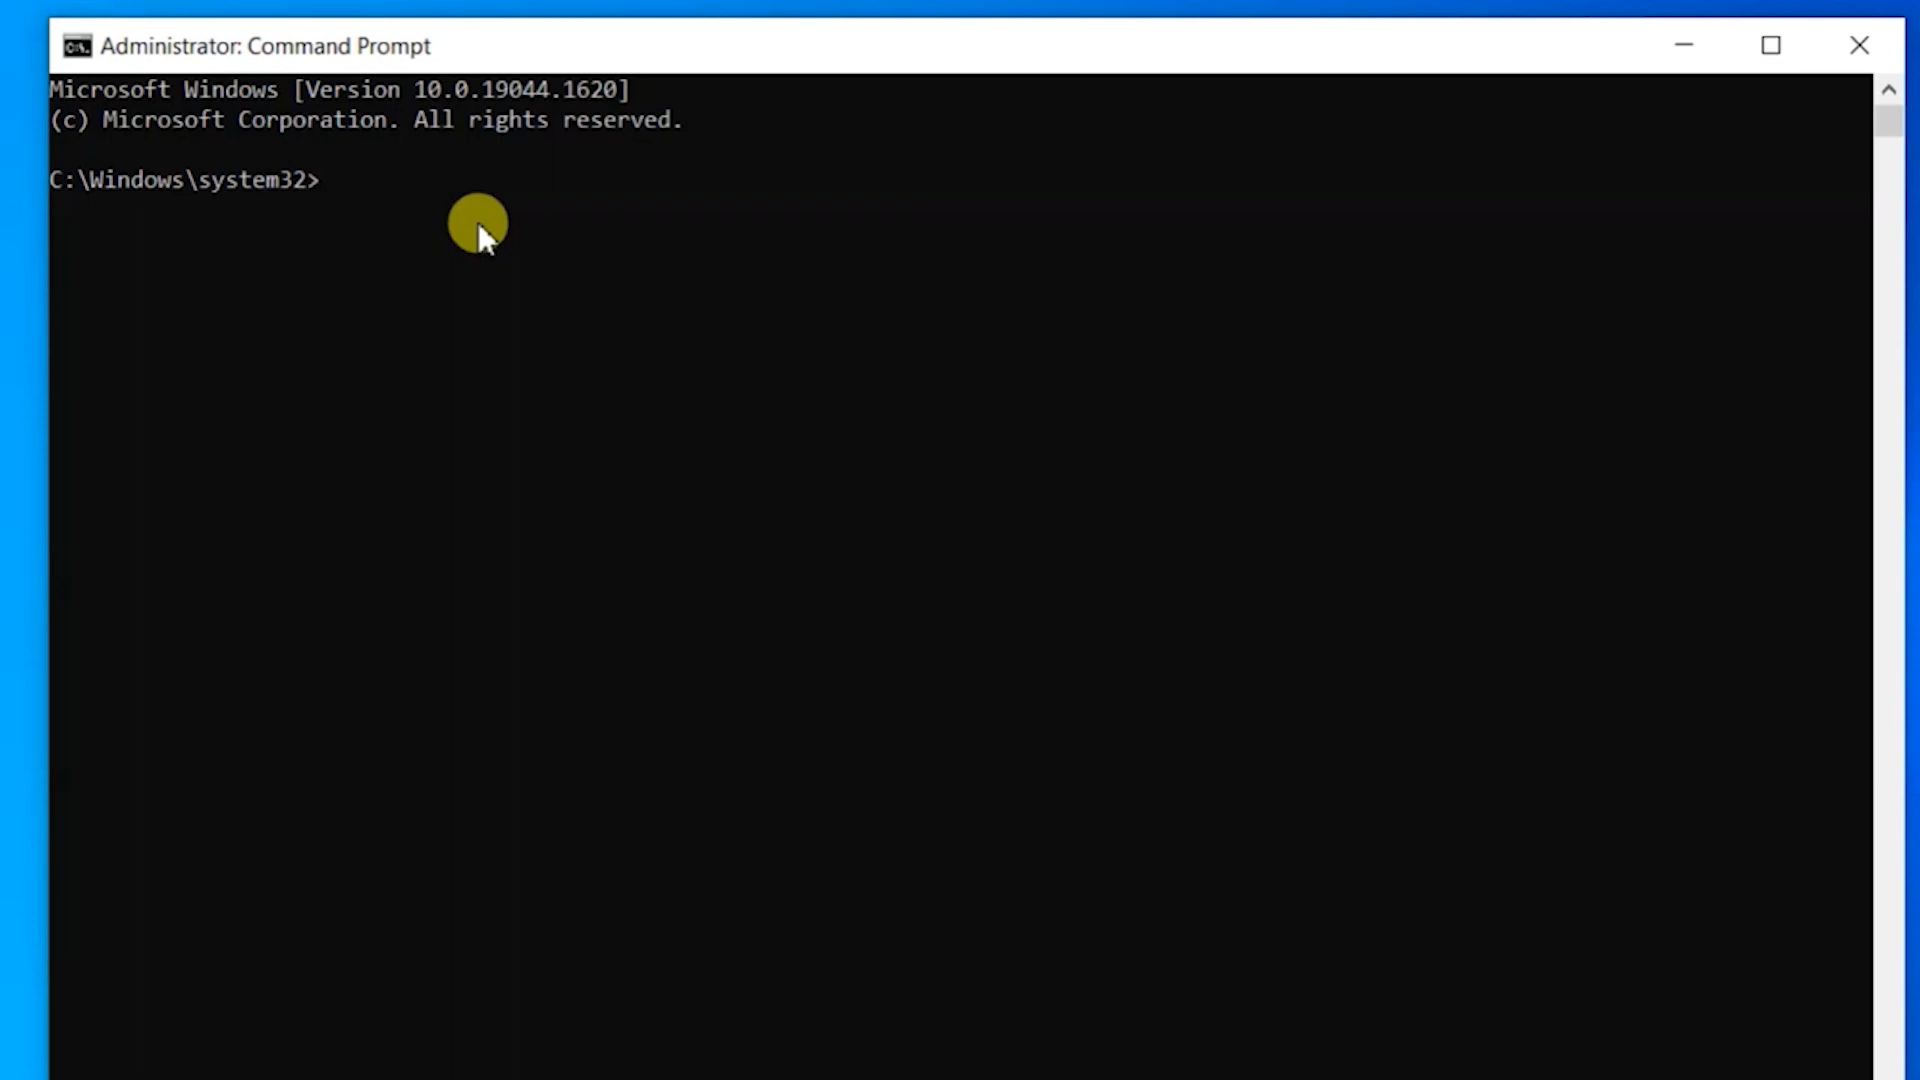 Administrator: Command Prompt
Microsoft Windows [Version 10.0.19044.1620]
(c) Microsoft Corporation. All rights reserved.
C:\Windows\system32>